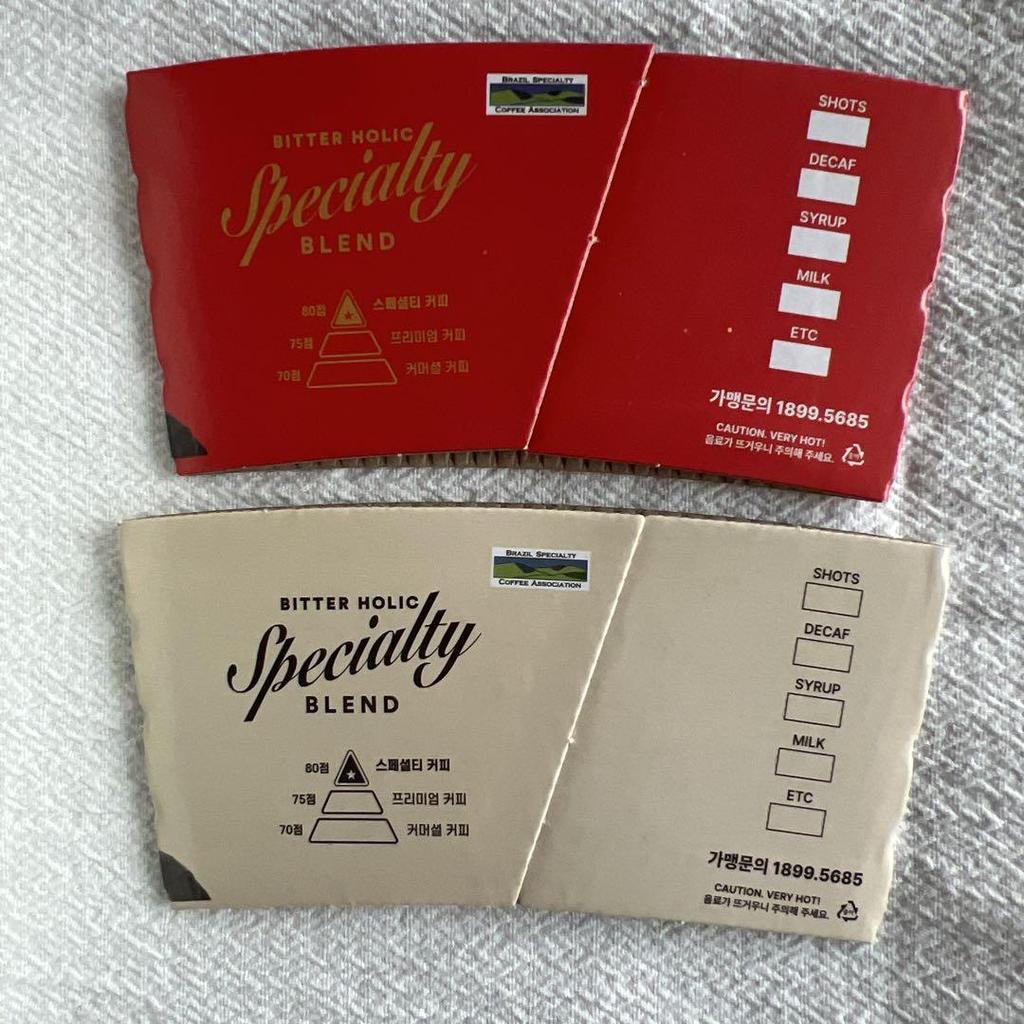 BRAZIL SPECIALTY
COFFEE ASSOCIATION
BITTER HOLIC
Specialty
BLEND
80점 스페셜티 커피
75점 프리미엄 커피
70점 커머셜 커피
SHOTS
DECAF
SYRUP
MILK
ETC
가맹문의 1899.5685
CAUTION. VERY HOT!
음료가 뜨거우니 주의해 주세요.
BRAZIL SPECIALTY
COFFEE ASSOCIATION
BITTER HOLIC
Specialty
BLEND
80점 스페셜티 커피
75점 프리미엄 커피
70점 커머셜 커피
SHOTS
DECAF
SYRUP
MILK
ETC
가맹문의 1899.5685
CAUTION. VERY HOT!
음료가 뜨거우니 주의해 주세요.